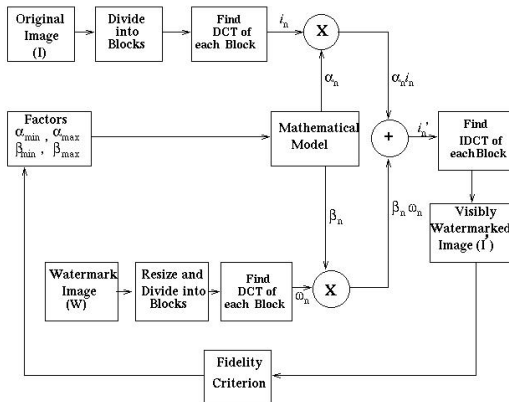 Original
Image
(I)
Divide
into
Blocks
Find
DCT of
each Block
i_n
X
α_n
α_n i_n
Factors
α_min , α_max
β_min , β_max
Mathematical
Model
+
i_n'
Find
IDCT of
each Block
β_n
β_n ω_n
Visibly
Watermarked
Image (I')
Watermark
Image
(W)
Resize and
Divide into
Blocks
Find
DCT of
each Block
ω_n
X
Fidelity
Criterion